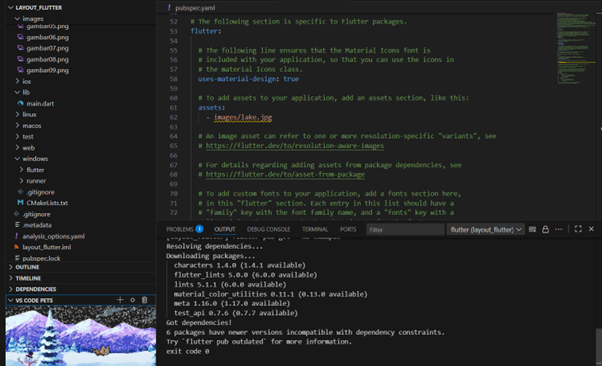 LAYOUT_FLUTTER
images
gambar05.png
gambar06.png
gambar07.png
gambar08.png
gambar09.png
ios
lib
main.dart
linux
macos
test
web
windows
flutter
runner
.gitignore
CMakeLists.txt
.gitignore
.metadata
analysis_options.yaml
layout_flutter.iml
pubspec.lock
OUTLINE
TIMELINE
DEPENDENCIES
VS CODE PETS
pubspec.yaml
52 # The following section is specific to Flutter packages.
53 flutter:
54
55 # The following line ensures that the Material Icons font is
56 # included with your application, so that you can use the icons in
57 # the material Icons class.
58 uses-material-design: true
59
60 # To add assets to your application, add an assets section, like this:
61 assets:
62 - images/lake.jpg
63
64 # An image asset can refer to one or more resolution-specific "variants", see
65 # https://flutter.dev/to/resolution-aware-images
66
67 # For details regarding adding assets from package dependencies, see
68 # https://flutter.dev/to/asset-from-package
69
70 # To add custom fonts to your application, add a fonts section here,
71 # in this "flutter" section. Each entry in this list should have a
72 # "family" key with the font family name, and a "fonts" key with a
PROBLEMS 1 OUTPUT DEBUG CONSOLE TERMINAL PORTS Filter flutter (layout_flutter)
Resolving dependencies...
Downloading packages...
characters 1.4.0 (1.4.1 available)
flutter_lints 5.0.0 (6.0.0 available)
lints 5.1.1 (6.0.0 available)
material_color_utilities 0.11.1 (0.13.0 available)
meta 1.16.0 (1.17.0 available)
test_api 0.7.6 (0.7.7 available)
Got dependencies!
6 packages have newer versions incompatible with dependency constraints.
Try `flutter pub outdated` for more information.
exit code 0